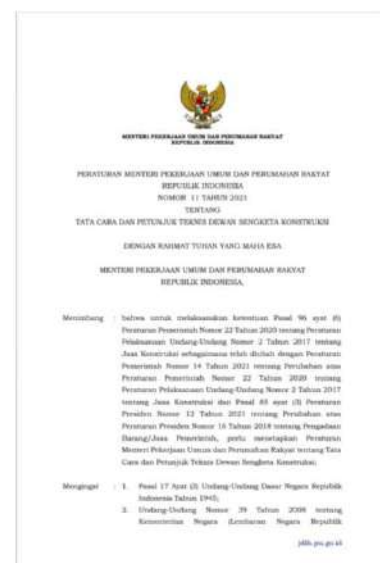 MENTERI PEKERJAAN UMUM DAN PERUMAHAN RAKYAT
REPUBLIK INDONESIA
PERATURAN MENTERI PEKERJAAN UMUM DAN PERUMAHAN RAKYAT
REPUBLIK INDONESIA
NOMOR 11 TAHUN 2021
TENTANG
TATA CARA DAN PETUNJUK TEKNIS DEWAN SENGKETA KONSTRUKSI
DENGAN RAHMAT TUHAN YANG MAHA ESA
MENTERI PEKERJAAN UMUM DAN PERUMAHAN RAKYAT
REPUBLIK INDONESIA,
Menimbang : bahwa untuk melaksanakan ketentuan Pasal 96 ayat (6)
Peraturan Pemerintah Nomor 22 Tahun 2020 tentang Peraturan
Pelaksanaan Undang-Undang Nomor 2 Tahun 2017 tentang
Jasa Konstruksi sebagaimana telah diubah dengan Peraturan
Pemerintah Nomor 14 Tahun 2021 tentang Perubahan atas
Peraturan Pemerintah Nomor 22 Tahun 2020 tentang
Peraturan Pelaksanaan Undang-Undang Nomor 2 Tahun 2017
tentang Jasa Konstruksi dan Pasal 85 ayat (3) Peraturan
Presiden Nomor 12 Tahun 2021 tentang Perubahan atas
Peraturan Presiden Nomor 16 Tahun 2018 tentang Pengadaan
Barang/Jasa Pemerintah, perlu menetapkan Peraturan
Menteri Pekerjaan Umum dan Perumahan Rakyat tentang Tata
Cara dan Petunjuk Teknis Dewan Sengketa Konstruksi;
Mengingat : 1. Pasal 17 Ayat (3) Undang-Undang Dasar Negara Republik
Indonesia Tahun 1945;
2. Undang-Undang Nomor 39 Tahun 2008 tentang
Kementerian Negara (Lembaran Negara Republik
jdih.pu.go.id